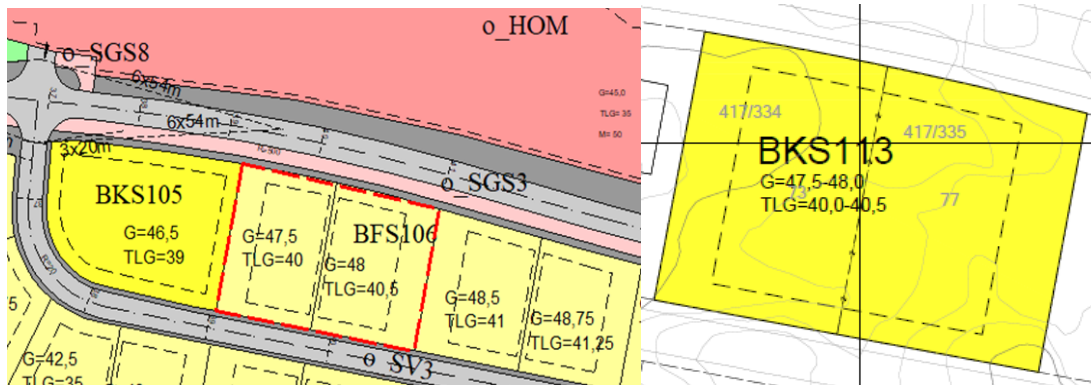 o_HOM
o_SGS8
6x54m
6x54m
3x20m
G=45,0
TLG= 35
M= 50
o_SGS3
BKS105
G=46,5
TLG=39
BFS106
G=47,5
TLG=40
G=48
TLG=40,5
G=48,5
TLG=41
G=48,75
TLG=41,25
o_SV3
G=42,5
TLG=35
417/334
417/335
BKS113
G=47,5-48,0
TLG=40,0-40,5
73
77